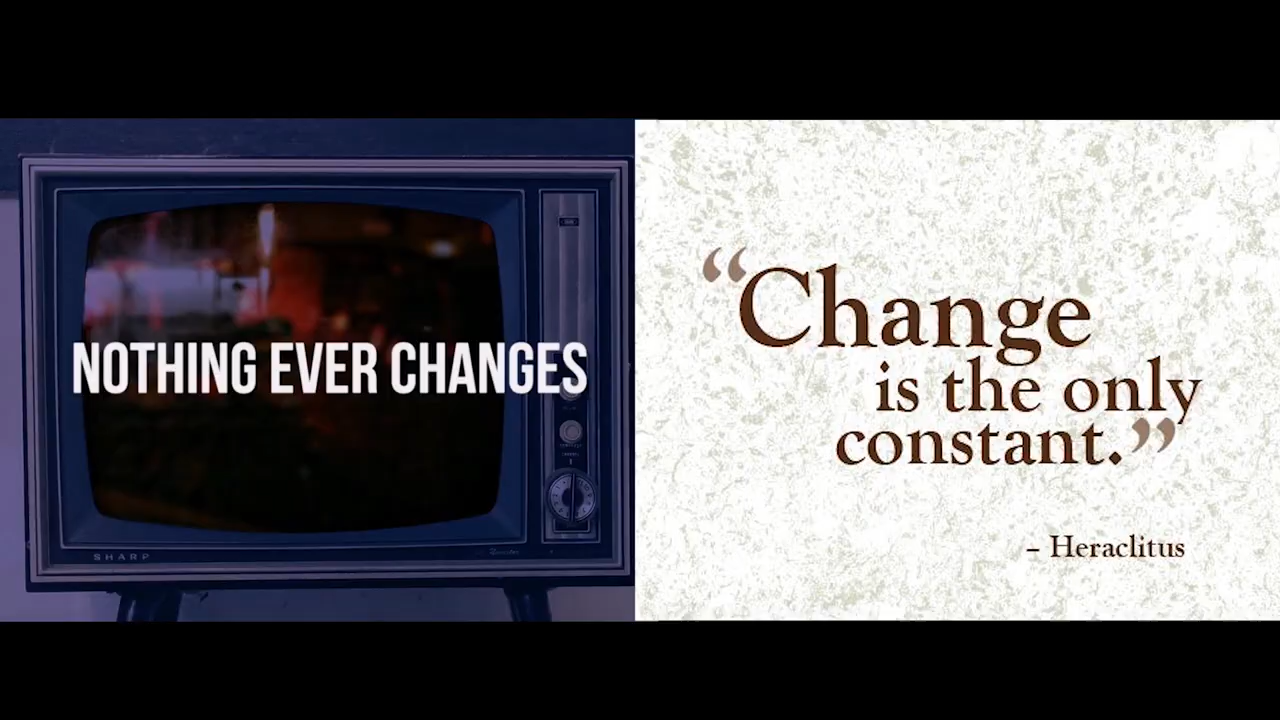 NOTHING EVER CHANGES
SHARP
“Change
is the only
constant.”
– Heraclitus